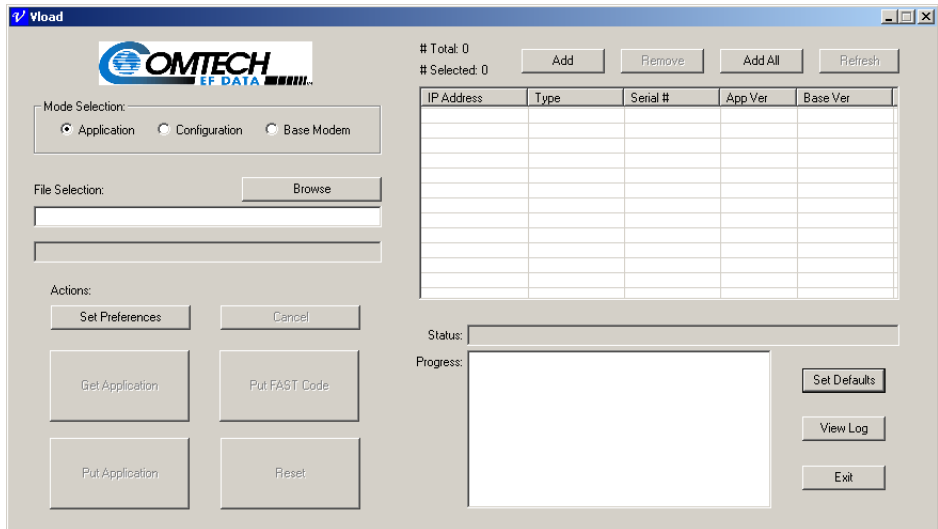 Vload
COMTECH
EF DATA
Mode Selection:
Application
Configuration
Base Modem
File Selection:
Browse
Actions:
Set Preferences
Cancel
Get Application
Put FAST Code
Put Application
Reset
# Total: 0
# Selected: 0
Add
Remove
Add All
Refresh
IP Address
Type
Serial #
App Ver
Base Ver
Status:
Progress:
Set Defaults
View Log
Exit